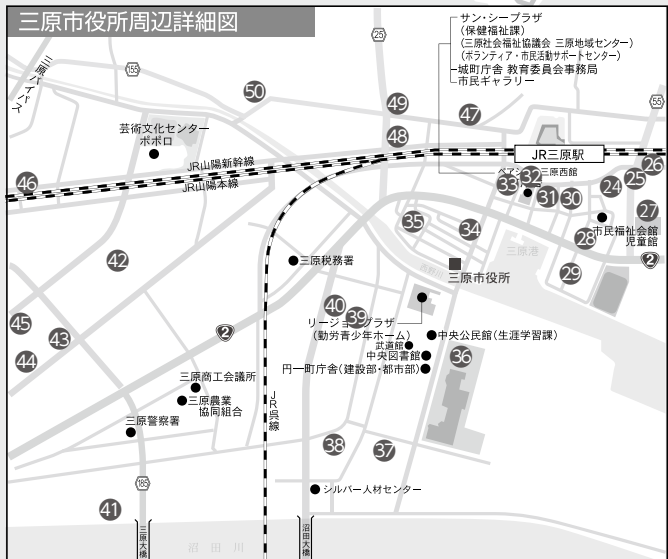 三原市役所周辺詳細図
サン・シープラザ
(保健福祉課)
(三原社会福祉協議会 三原地域センター)
(ボランティア・市民活動サポートセンター)
城町庁舎 教育委員会事務局
市民ギャラリー
25
155
三原バイパス
50
49
47
55
芸術文化センター
ポポロ
48
JR三原駅
JR山陽新幹線
JR山陽本線
26
25
46
33
32
31
30
24
27
35
34
三原港
28
市民福祉会館
児童館
2
42
三原税務署
西野川
三原市役所
29
40
39
45
43
2
リージョンプラザ
(勤労青少年ホーム)
中央公民館(生涯学習課)
武道館
44
中央図書館
36
円一町庁舎(建設部・都市部)
三原商工会議所
三原農業
協同組合
JR呉線
三原警察署
38
37
185
シルバー人材センター
41
三原大橋
沼田川
沼田大橋